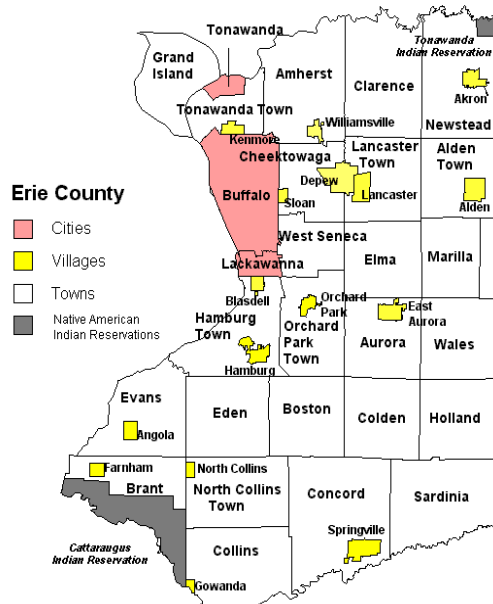 Tonawanda
Grand
Island
Amherst
Tonawanda
Indian Reservation
Clarence
Akron
Tonawanda Town
Williamsville
Newstead
Kenmore
Cheektowaga
Lancaster
Town
Alden
Town
Depew
Erie County
Buffalo
Sloan
Lancaster
Alden
Cities
West Seneca
Villages
Lackawanna
Elma
Marilla
Towns
Blasdell
Orchard
Park
East
Aurora
Native American
Indian Reservations
Hamburg
Town
Orchard
Park
Town
Aurora
Wales
Hamburg
Evans
Eden
Boston
Colden
Holland
Angola
Farnham
North Collins
Brant
North Collins
Town
Concord
Sardinia
Springville
Cattaraugus
Indian Reservation
Collins
Gowanda